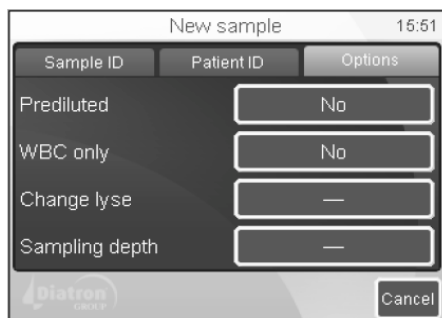 New sample 15:51
Sample ID Patient ID Options
Prediluted No
WBC only No
Change lyse —
Sampling depth —
Diatron
GROUP
Cancel